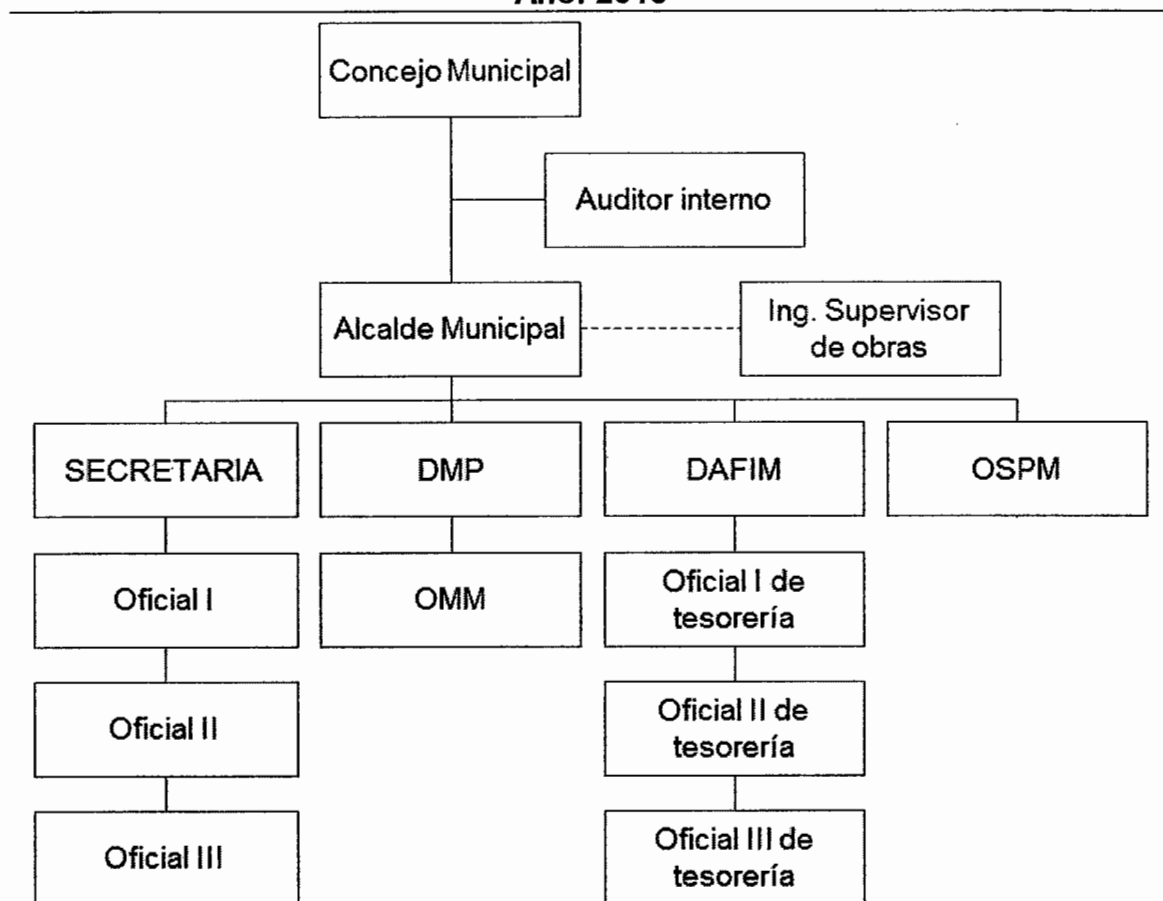 Concejo Municipal
Auditor interno
Alcalde Municipal
Ing. Supervisor
de obras
SECRETARIA
DMP
DAFIM
OSPM
Oficial I
OMM
Oficial I de
tesorería
Oficial II
Oficial II de
tesorería
Oficial III
Oficial III de
tesorería